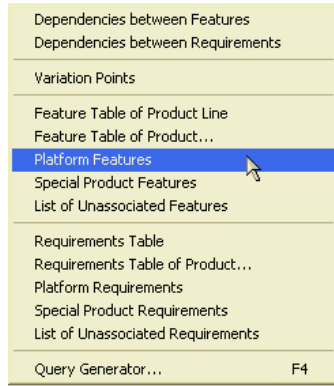 Dependencies between Features
Dependencies between Requirements
Variation Points
Feature Table of Product Line
Feature Table of Product...
Platform Features
Special Product Features
List of Unassociated Features
Requirements Table
Requirements Table of Product...
Platform Requirements
Special Product Requirements
List of Unassociated Requirements
Query Generator... F4